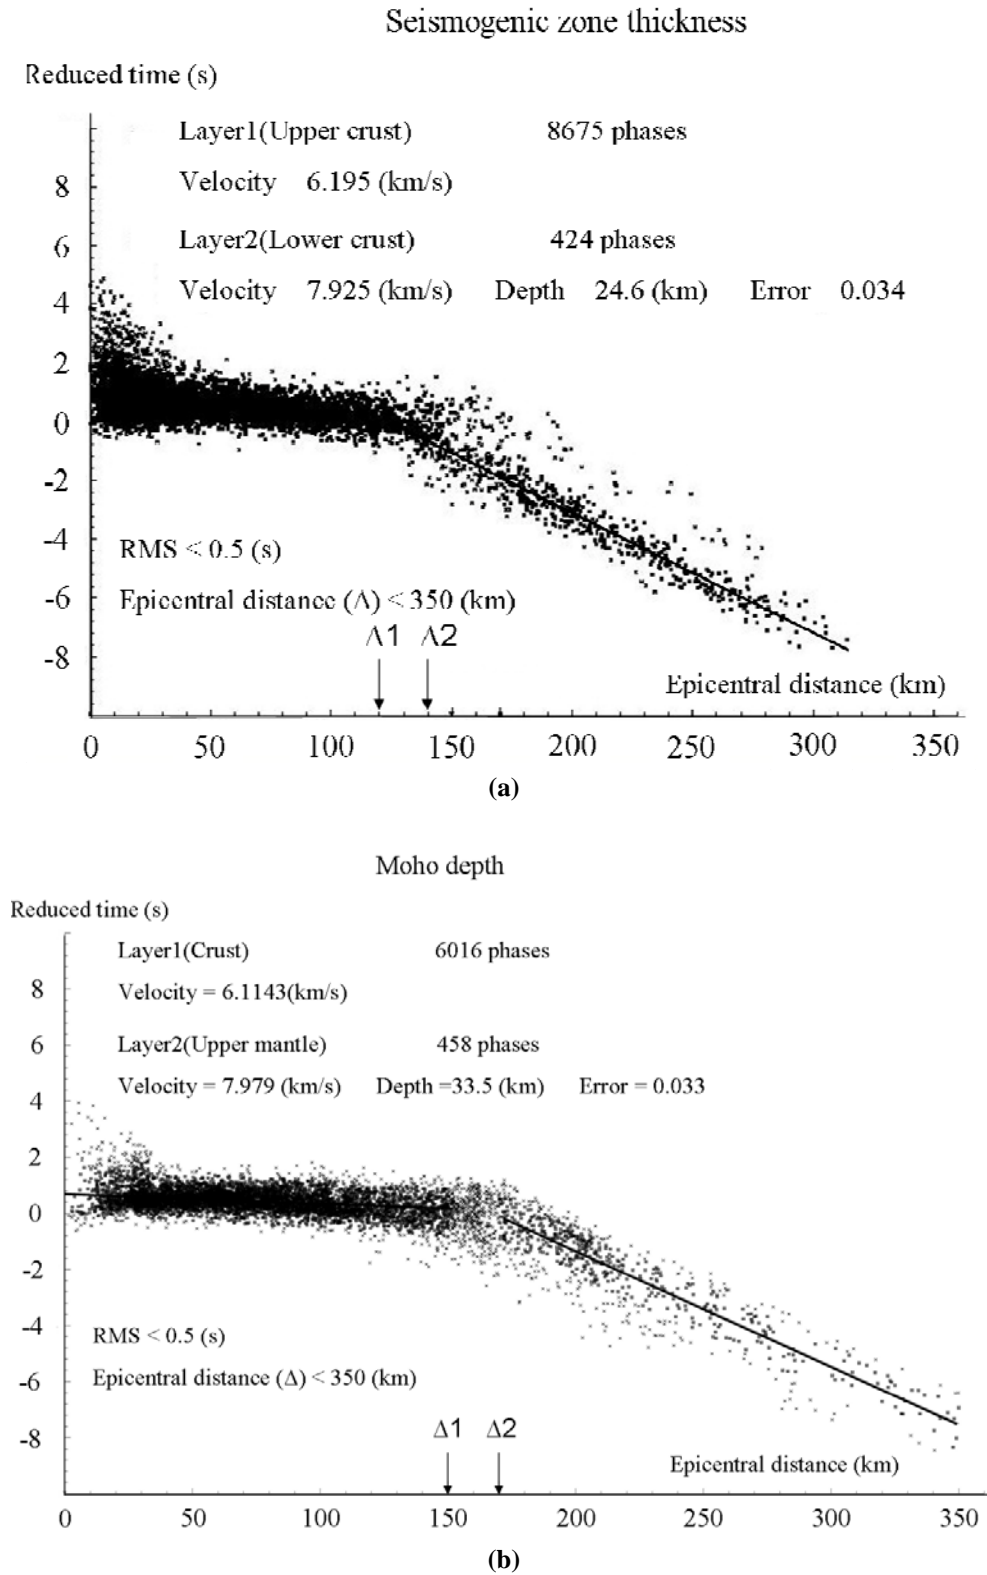 Seismogenic zone thickness
Reduced time (s)
Layer1(Upper crust) 8675 phases
Velocity 6.195 (km/s)
Layer2(Lower crust) 424 phases
Velocity 7.925 (km/s) Depth 24.6 (km) Error 0.034
8
6
4
2
0
-2
-4
-6
-8
RMS < 0.5 (s)
Epicentral distance (Λ) < 350 (km)
Λ1 Λ2
Epicentral distance (km)
0 50 100 150 200 250 300 350
(a)
Moho depth
Reduced time (s)
Layer1(Crust) 6016 phases
Velocity = 6.1143(km/s)
Layer2(Upper mantle) 458 phases
Velocity = 7.979 (km/s) Depth =33.5 (km) Error = 0.033
8
6
4
2
0
-2
-4
-6
-8
RMS < 0.5 (s)
Epicentral distance (Δ) < 350 (km)
Δ1 Δ2
Epicentral distance (km)
0 50 100 150 200 250 300 350
(b)